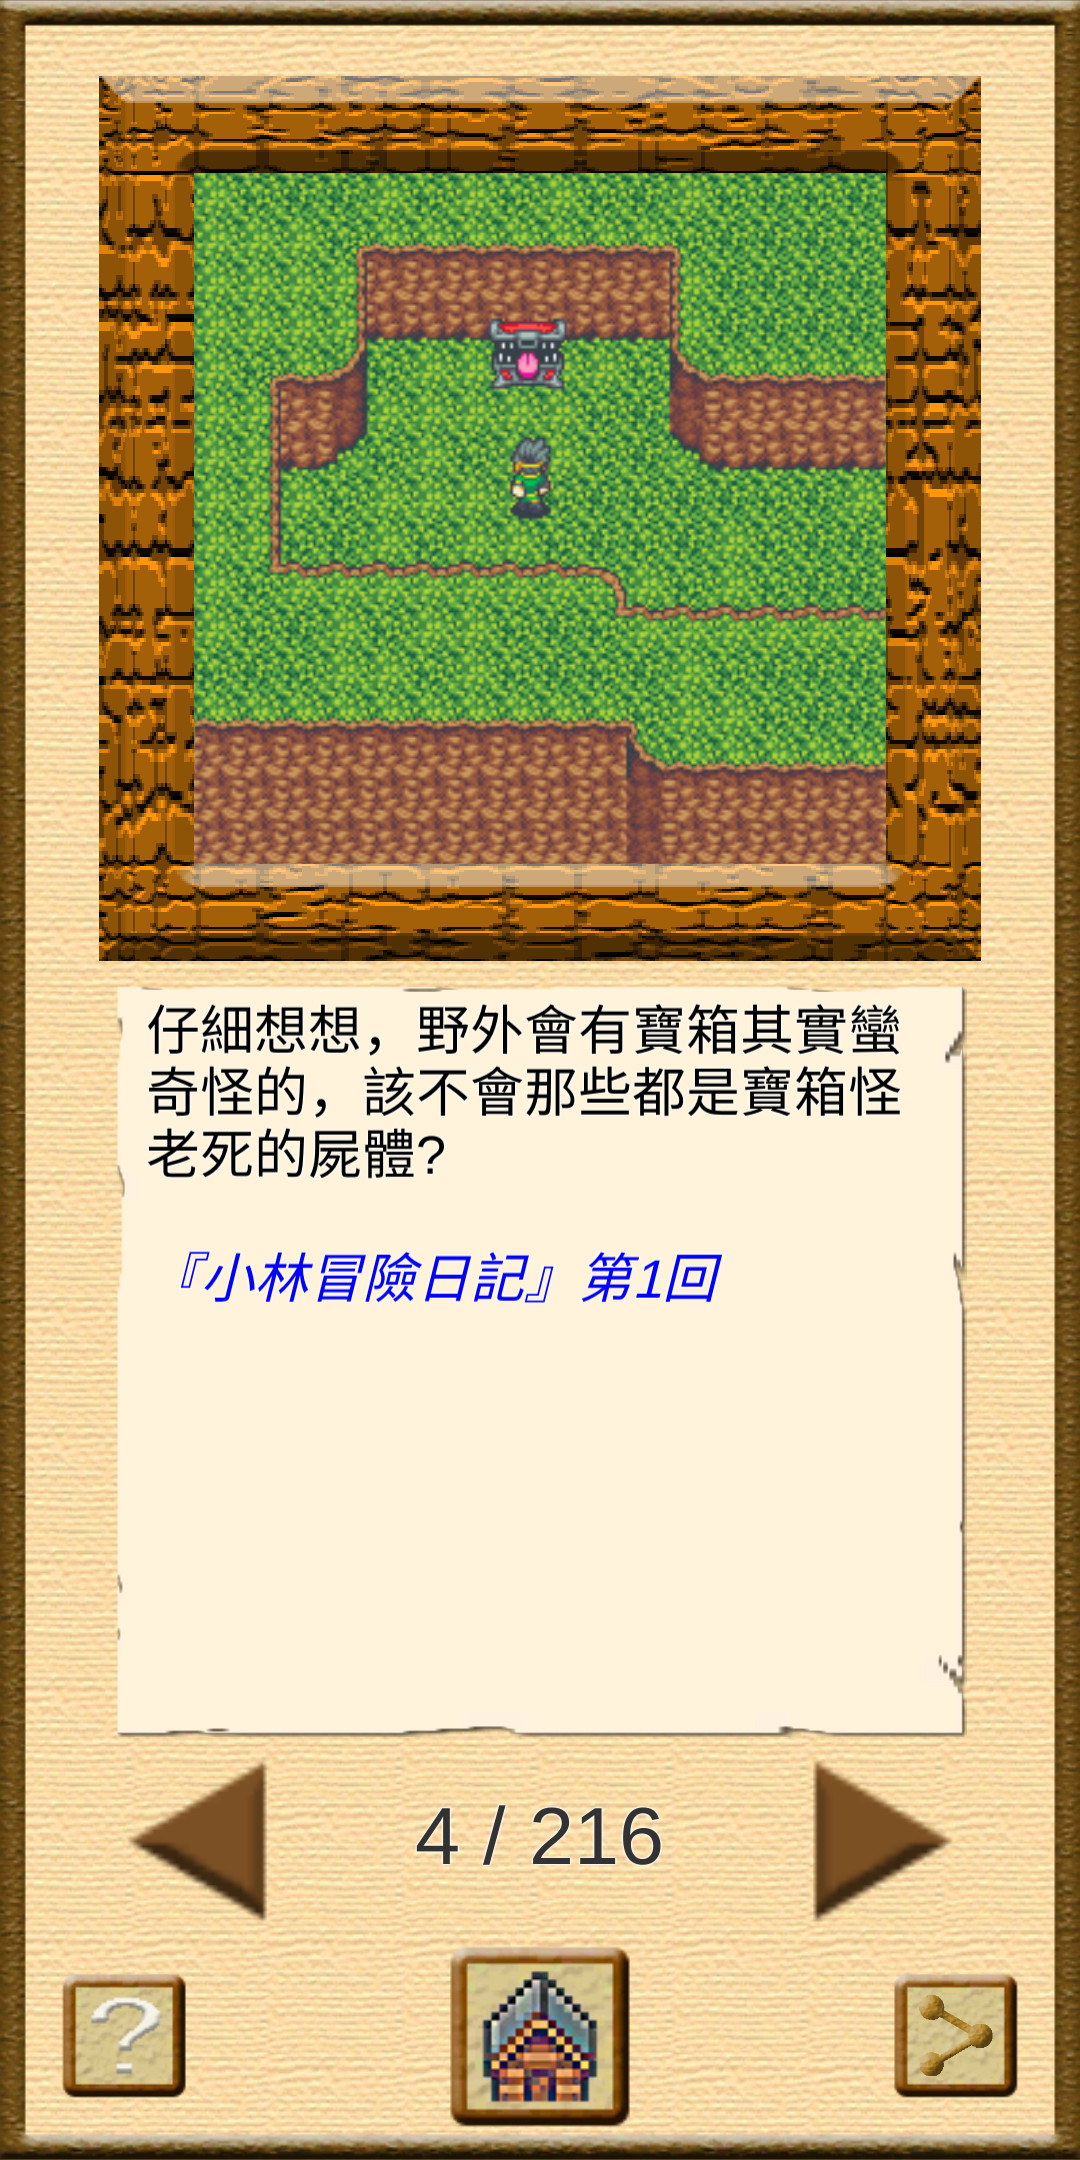 仔細想想，野外會有寶箱其實蠻
奇怪的，該不會那些都是寶箱怪
老死的屍體?
『小林冒險日記』第1回
4 / 216
?